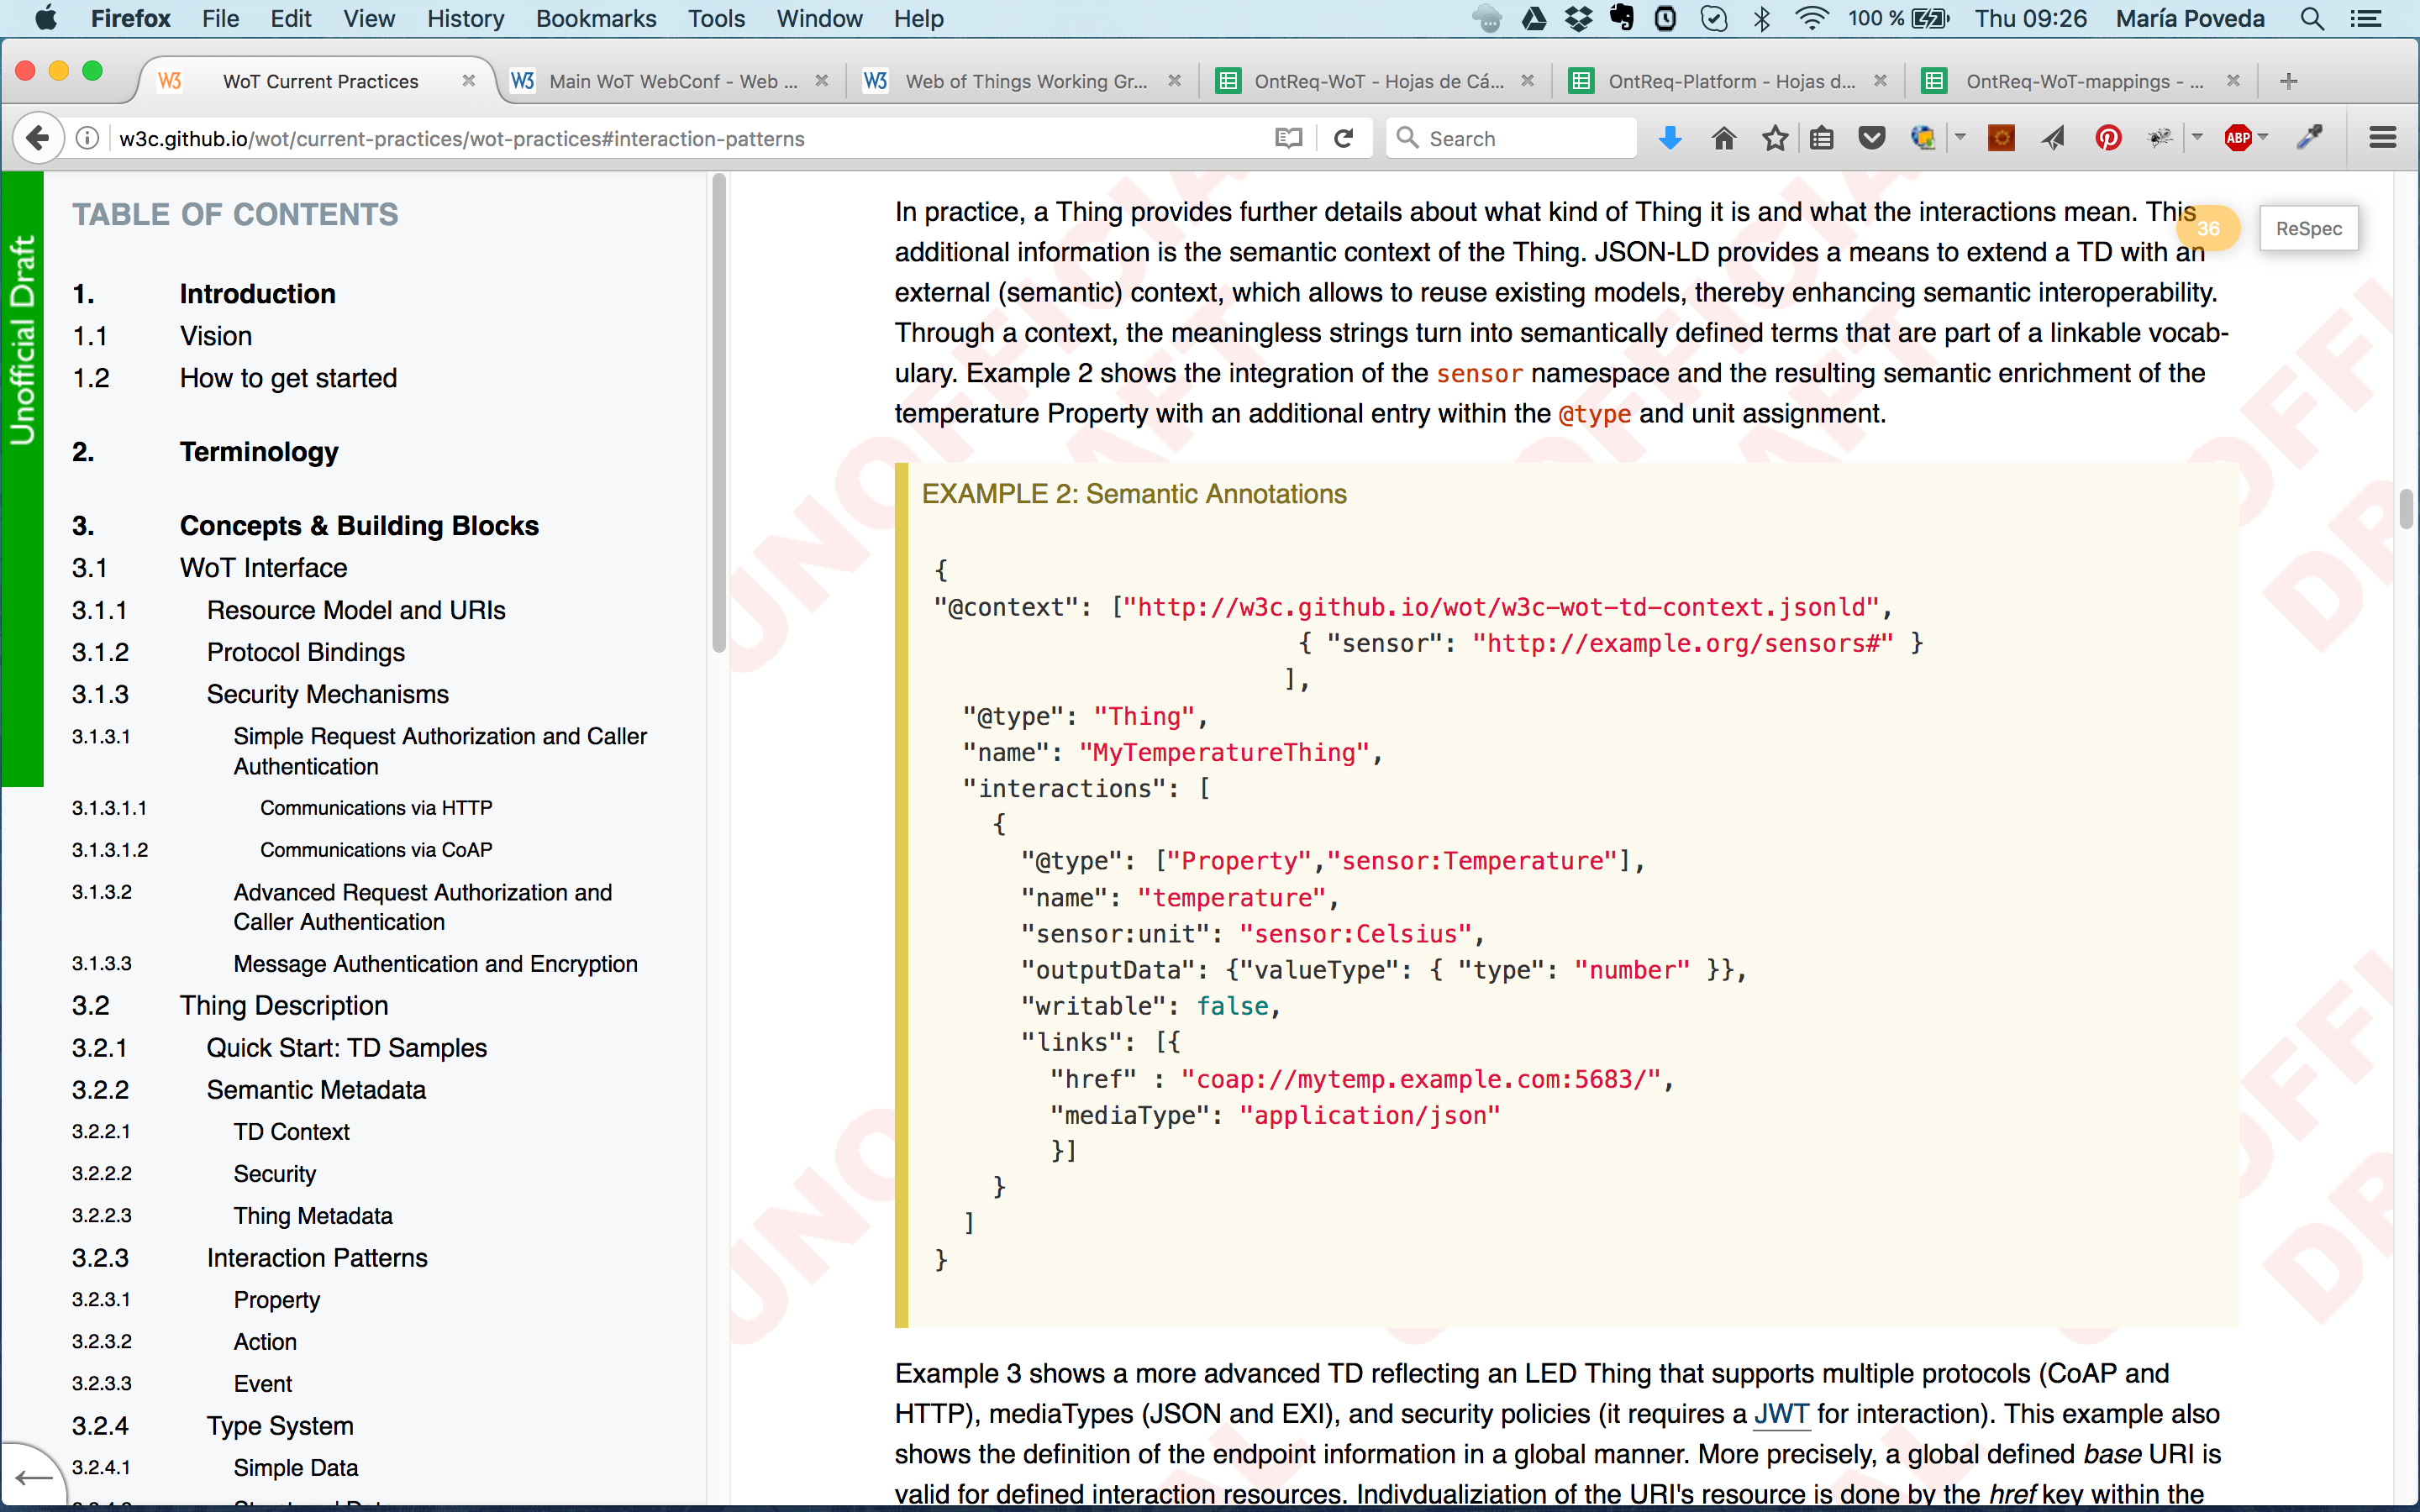 Firefox File Edit View History Bookmarks Tools Window Help 100 % Thu 09:26 María Poveda
WoT Current Practices Main WoT WebConf - Web ... Web of Things Working Gr... OntReq-WoT - Hojas de Cá... OntReq-Platform - Hojas d... OntReq-WoT-mappings - ...
w3c.github.io/wot/current-practices/wot-practices#interaction-patterns Search ABP
Unofficial Draft
TABLE OF CONTENTS
1. Introduction
1.1 Vision
1.2 How to get started
2. Terminology
3. Concepts & Building Blocks
3.1 WoT Interface
3.1.1 Resource Model and URIs
3.1.2 Protocol Bindings
3.1.3 Security Mechanisms
3.1.3.1 Simple Request Authorization and Caller
Authentication
3.1.3.1.1 Communications via HTTP
3.1.3.1.2 Communications via CoAP
3.1.3.2 Advanced Request Authorization and
Caller Authentication
3.1.3.3 Message Authentication and Encryption
3.2 Thing Description
3.2.1 Quick Start: TD Samples
3.2.2 Semantic Metadata
3.2.2.1 TD Context
3.2.2.2 Security
3.2.2.3 Thing Metadata
3.2.3 Interaction Patterns
3.2.3.1 Property
3.2.3.2 Action
3.2.3.3 Event
3.2.4 Type System
3.2.4.1 Simple Data
In practice, a Thing provides further details about what kind of Thing it is and what the interactions mean. This
additional information is the semantic context of the Thing. JSON-LD provides a means to extend a TD with an
external (semantic) context, which allows to reuse existing models, thereby enhancing semantic interoperability.
Through a context, the meaningless strings turn into semantically defined terms that are part of a linkable vocab-
ulary. Example 2 shows the integration of the sensor namespace and the resulting semantic enrichment of the
temperature Property with an additional entry within the @type and unit assignment.
36
ReSpec
EXAMPLE 2: Semantic Annotations
{
"@context": ["http://w3c.github.io/wot/w3c-wot-td-context.jsonld",
{ "sensor": "http://example.org/sensors#" }
],
"@type": "Thing",
"name": "MyTemperatureThing",
"interactions": [
{
"@type": ["Property","sensor:Temperature"],
"name": "temperature",
"sensor:unit": "sensor:Celsius",
"outputData": {"valueType": { "type": "number" }},
"writable": false,
"links": [{
"href" : "coap://mytemp.example.com:5683/",
"mediaType": "application/json"
}]
}
]
}
Example 3 shows a more advanced TD reflecting an LED Thing that supports multiple protocols (CoAP and
HTTP), mediaTypes (JSON and EXI), and security policies (it requires a JWT for interaction). This example also
shows the definition of the endpoint information in a global manner. More precisely, a global defined base URI is
valid for defined interaction resources. Indivdualiziation of the URI's resource is done by the href key within the